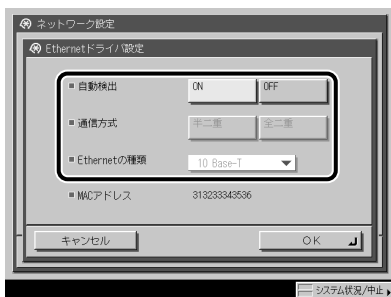 ネットワーク設定
Ethernetドライバ設定
自動検出 ON OFF
通信方式 半二重 全二重
Ethernetの種類 10 Base-T
MACアドレス 313233343536
キャンセル OK
システム状況/中止